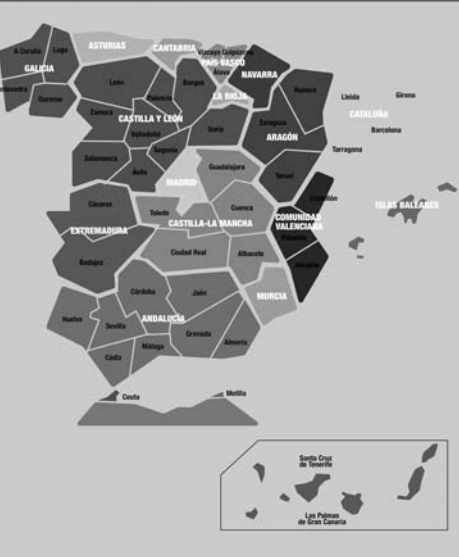 A Coruña
Lugo
GALICIA
Pontevedra
Ourense
ASTURIAS
CANTABRIA
Vizcaya Guipúzcoa
PAÍS VASCO
Álava
NAVARRA
LA RIOJA
León
Palencia
Burgos
Zamora
CASTILLA Y LEÓN
Valladolid
Soria
Segovia
Salamanca
Ávila
Huesca
Zaragoza
ARAGÓN
Teruel
Lleida
Girona
CATALUÑA
Barcelona
Tarragona
MADRID
Guadalajara
Toledo
Cuenca
CASTILLA-LA MANCHA
Ciudad Real
Albacete
Castellón
COMUNIDAD
VALENCIANA
Valencia
Alicante
ISLAS BALEARES
Cáceres
EXTREMADURA
Badajoz
MURCIA
Córdoba
Jaén
Huelva
Sevilla
ANDALUCÍA
Granada
Almería
Málaga
Cádiz
Ceuta
Melilla
Santa Cruz
de Tenerife
Las Palmas
de Gran Canaria